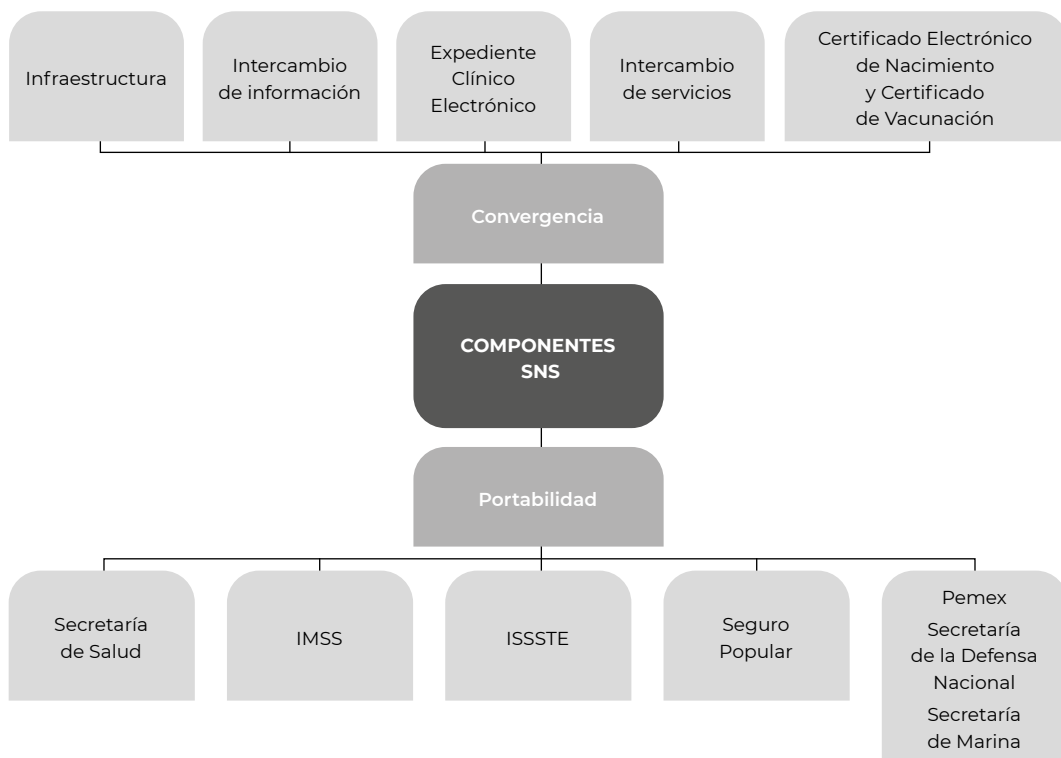 Infraestructura
Intercambio
de información
Expediente
Clínico
Electrónico
Intercambio
de servicios
Certificado Electrónico
de Nacimiento
y Certificado
de Vacunación
Convergencia
COMPONENTES
SNS
Portabilidad
Secretaría
de Salud
IMSS
ISSSTE
Seguro
Popular
Pemex
Secretaría
de la Defensa
Nacional
Secretaría
de Marina